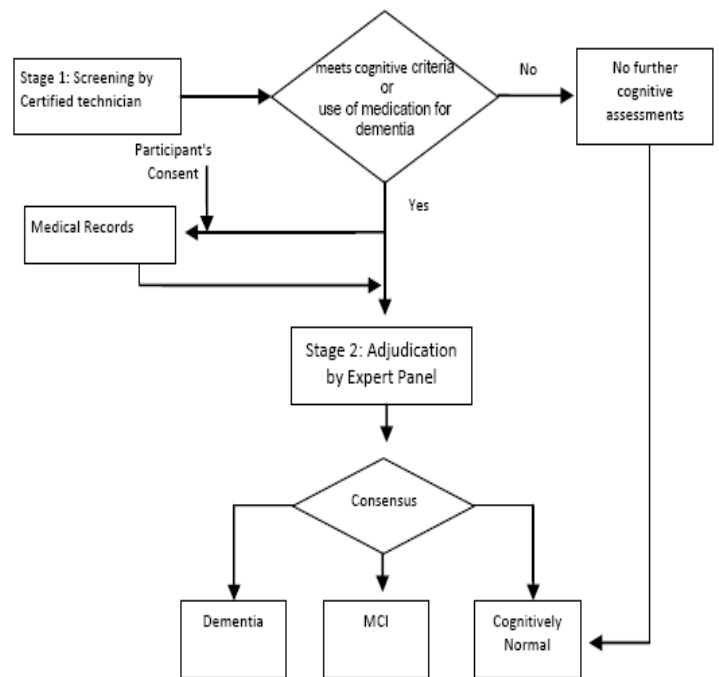 Stage 1: Screening by
Certified technician
meets cognitive criteria
or
use of medication for
dementia
No
No further
cognitive
assessments
Participant's
Consent
Yes
Medical Records
Stage 2: Adjudication
by Expert Panel
Consensus
Dementia
MCI
Cognitively
Normal